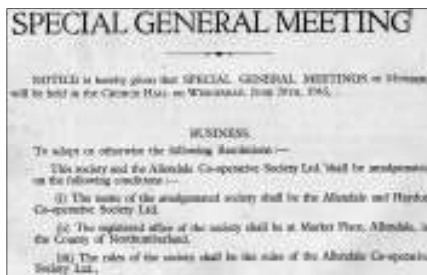 SPECIAL GENERAL MEETING
NOTICE is hereby given that SPECIAL GENERAL MEETINGS of
will be held in the Church Hall on Wednesday, June 1965,
BUSINESS.
To adopt or otherwise the following Resolutions :—
This society and the Allendale Co-operative Society Ltd. shall be amalgamated
on the following conditions :—
(i) The name of the amalgamated society shall be the Allendale and Haydon
Co-operative Society Ltd.
(ii) The registered office of the society shall be at Market Place, Allendale, in
the County of Northumberland.
(iii) The rules of the society shall be the rules of the Allendale Co-operative
Society Ltd.,